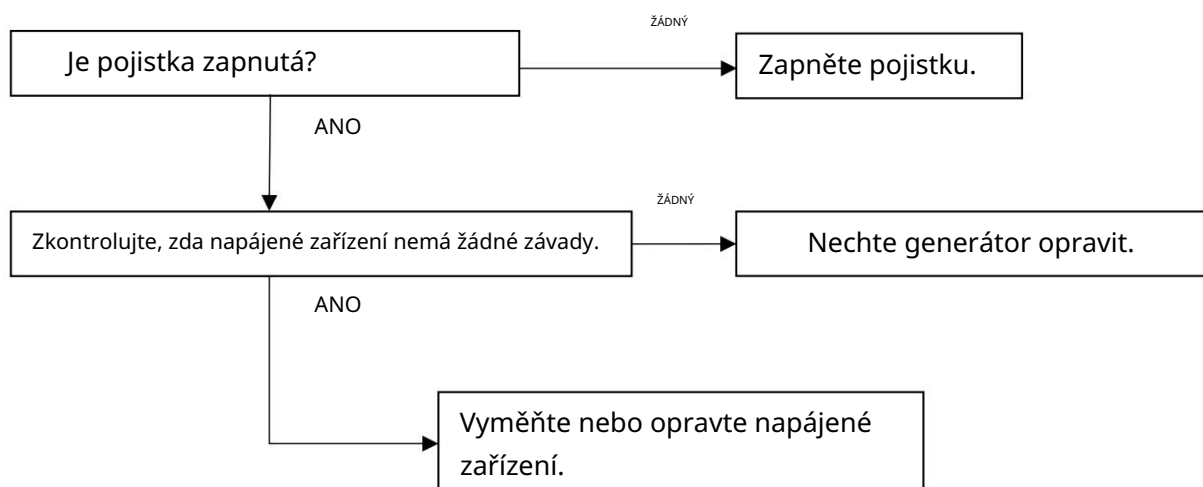 ŽÁDNÝ
Je pojistka zapnutá?
Zapněte pojistku.
ANO
ŽÁDNÝ
Zkontrolujte, zda napájené zařízení nemá žádné závady.
Nechte generátor opravit.
ANO
Vyměňte nebo opravte napájené
zařízení.